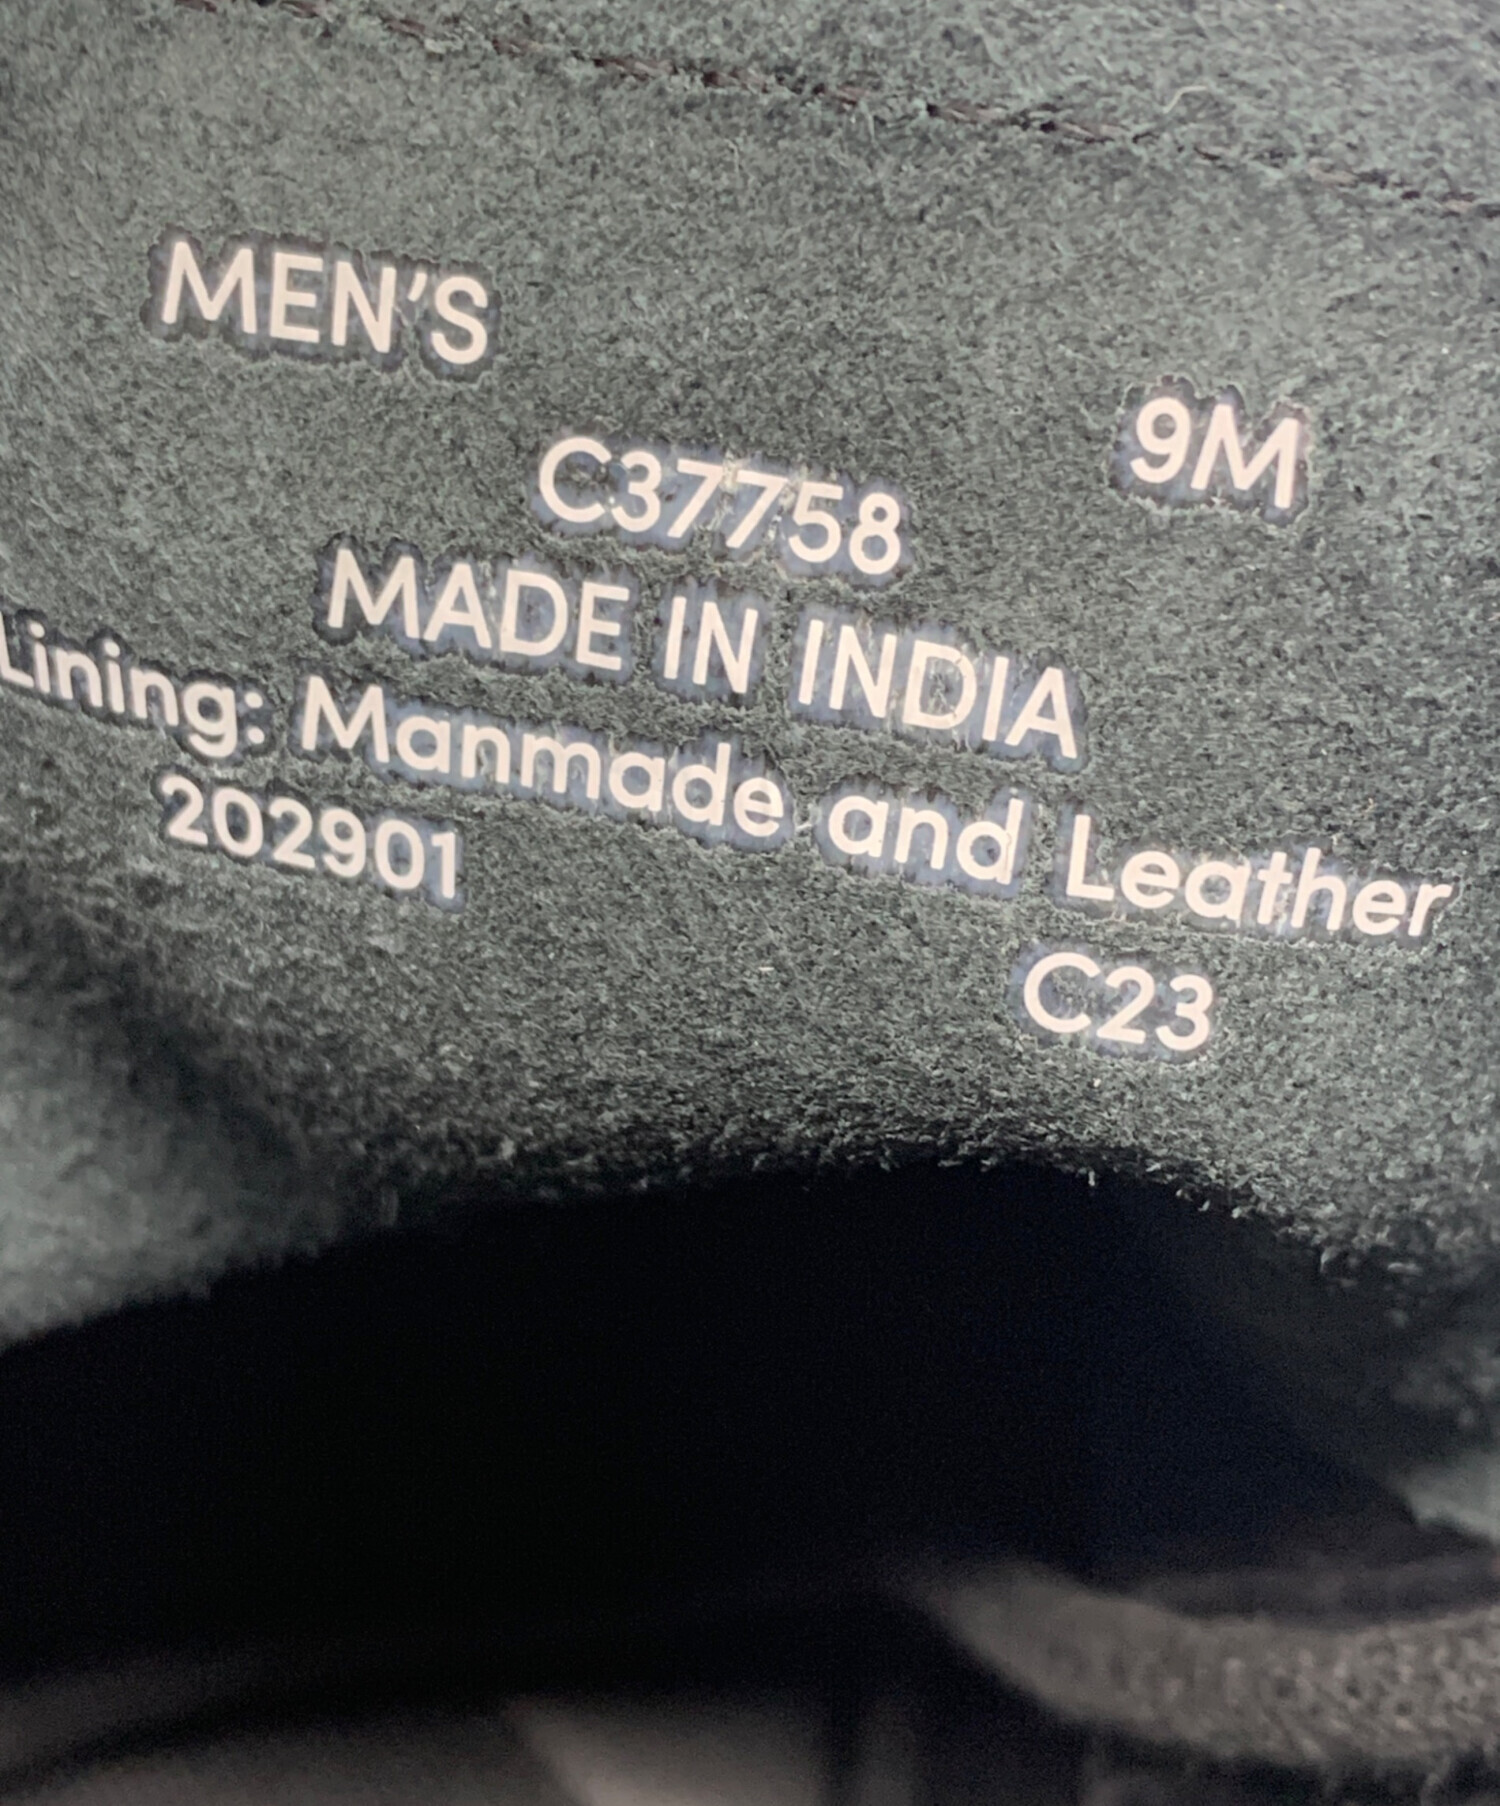 MEN'S
9M
C37758
MADE IN INDIA
Lining: Manmade and Leather
202901
C23